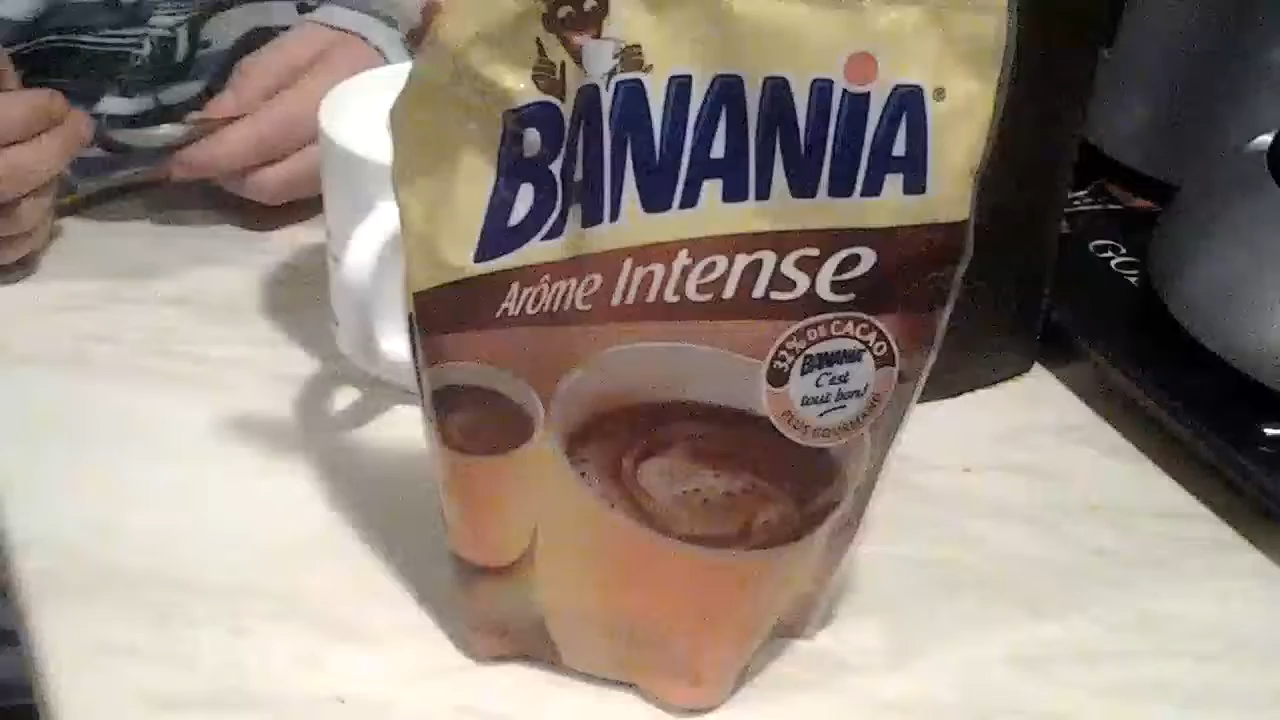 BANANiA®
Arôme Intense
32% DE CACAO
BANANiA
C'est
tout bon!
PLUS GOURMAND